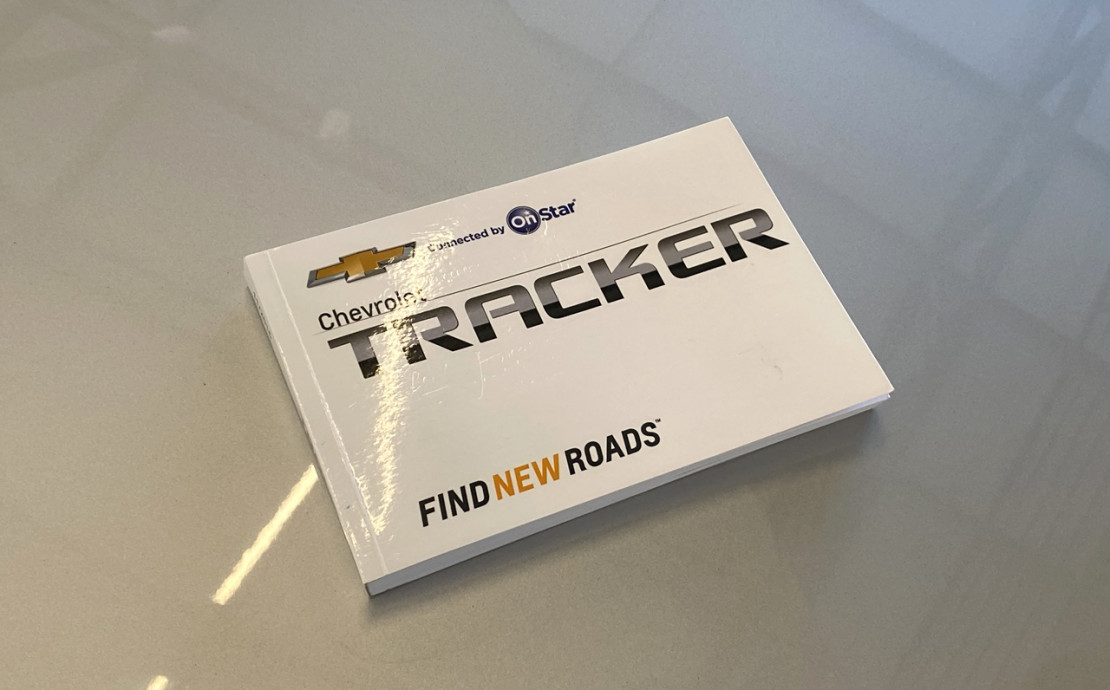 Connected by OnStar®
Chevrolet
TRACKER
FIND NEW ROADS™